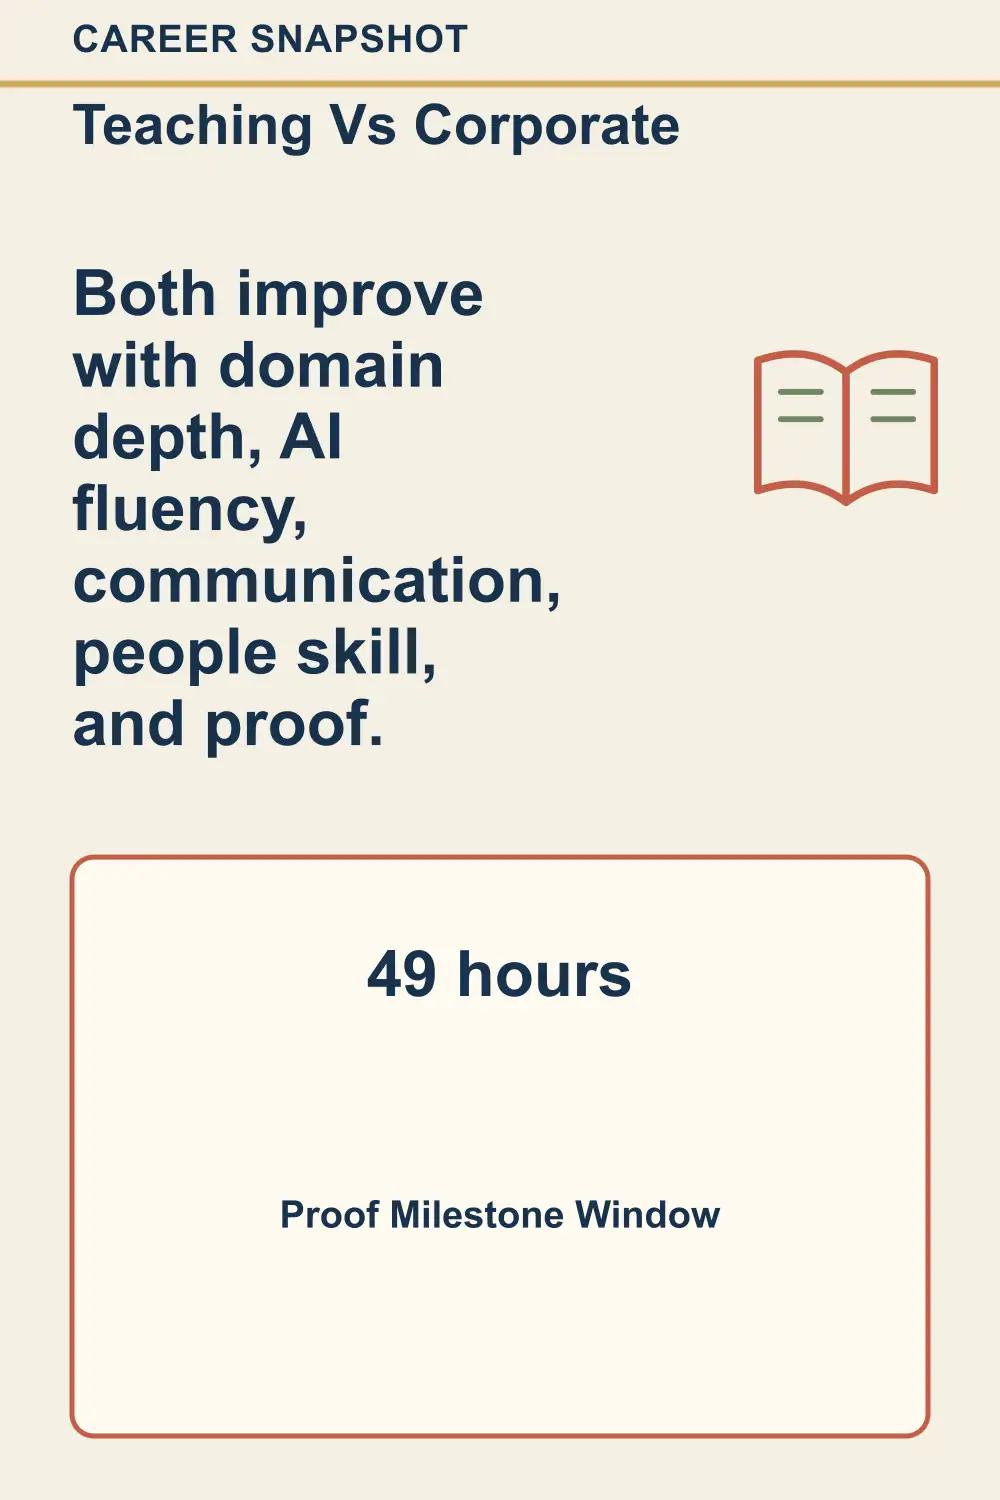 CAREER SNAPSHOT
Teaching Vs Corporate
Both improve
with domain
depth, AI
fluency,
communication,
people skill,
and proof.
49 hours
Proof Milestone Window